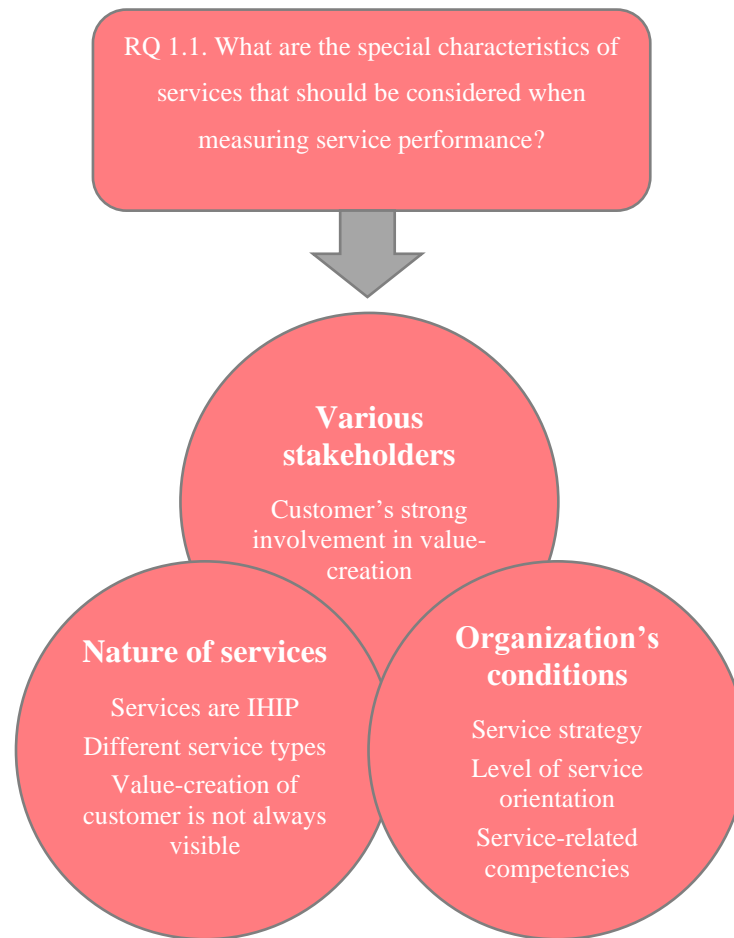 RQ 1.1. What are the special characteristics of
services that should be considered when
measuring service performance?
Various
stakeholders
Customer’s strong
involvement in value-
creation
Nature of services
Services are IHIP
Different service types
Value-creation of
customer is not always
visible
Organization’s
conditions
Service strategy
Level of service
orientation
Service-related
competencies